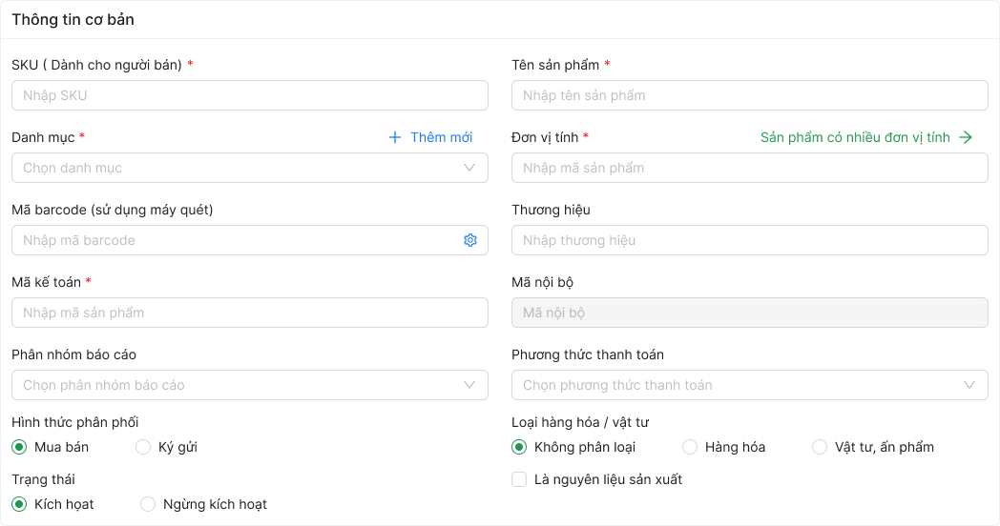 Thông tin cơ bản
SKU ( Dành cho người bán) *
Tên sản phẩm *
Nhập SKU
Nhập tên sản phẩm
Danh mục *
+ Thêm mới
Đơn vị tính *
Sản phẩm có nhiều đơn vị tính →
Chọn danh mục
Nhập mã sản phẩm
Mã barcode (sử dụng máy quét)
Thương hiệu
Nhập mã barcode
Nhập thương hiệu
Mã kế toán *
Mã nội bộ
Nhập mã sản phẩm
Mã nội bộ
Phân nhóm báo cáo
Phương thức thanh toán
Chọn phân nhóm báo cáo
Chọn phương thức thanh toán
Hình thức phân phối
Loại hàng hóa / vật tư
Mua bán
Ký gửi
Không phân loại
Hàng hóa
Vật tư, ấn phẩm
Trạng thái
Là nguyên liệu sản xuất
Kích họat
Ngừng kích hoạt